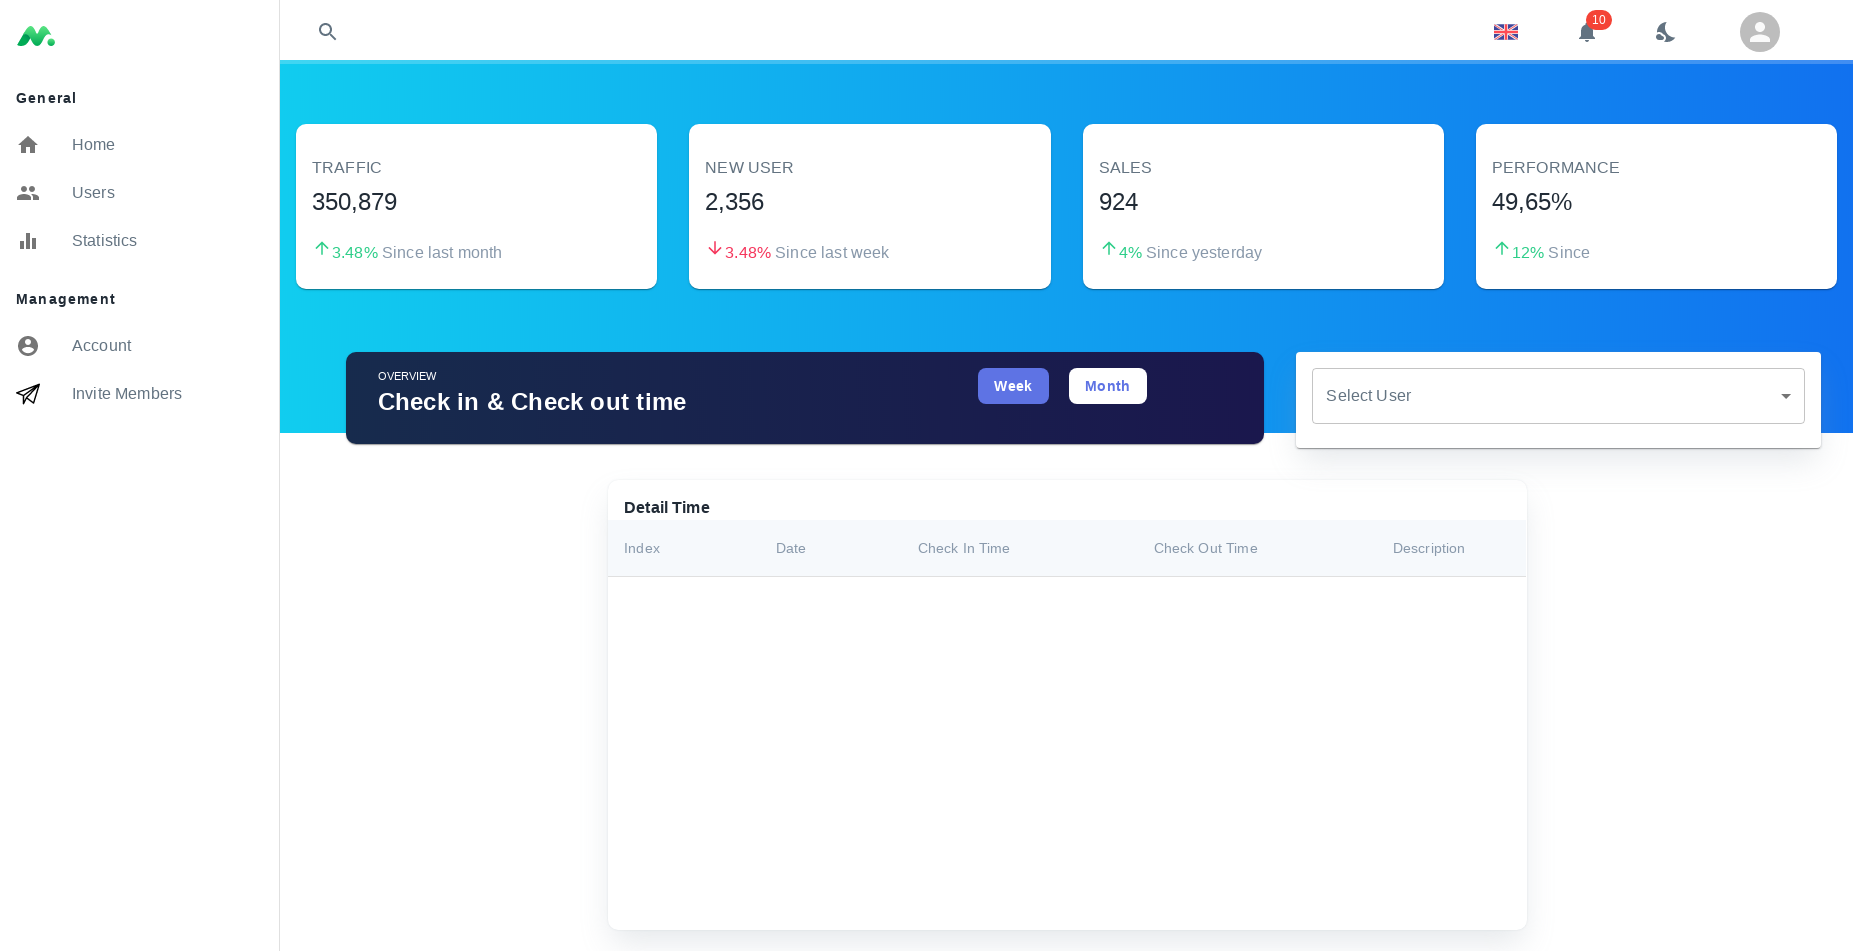 10
General
Home
Users
Statistics
Management
Account
Invite Members
TRAFFIC
350,879
3.48% Since last month
NEW USER
2,356
3.48% Since last week
SALES
924
4% Since yesterday
PERFORMANCE
49,65%
12% Since
OVERVIEW
Check in & Check out time
Week
Month
Select User
Detail Time
Index Date Check In Time Check Out Time Description